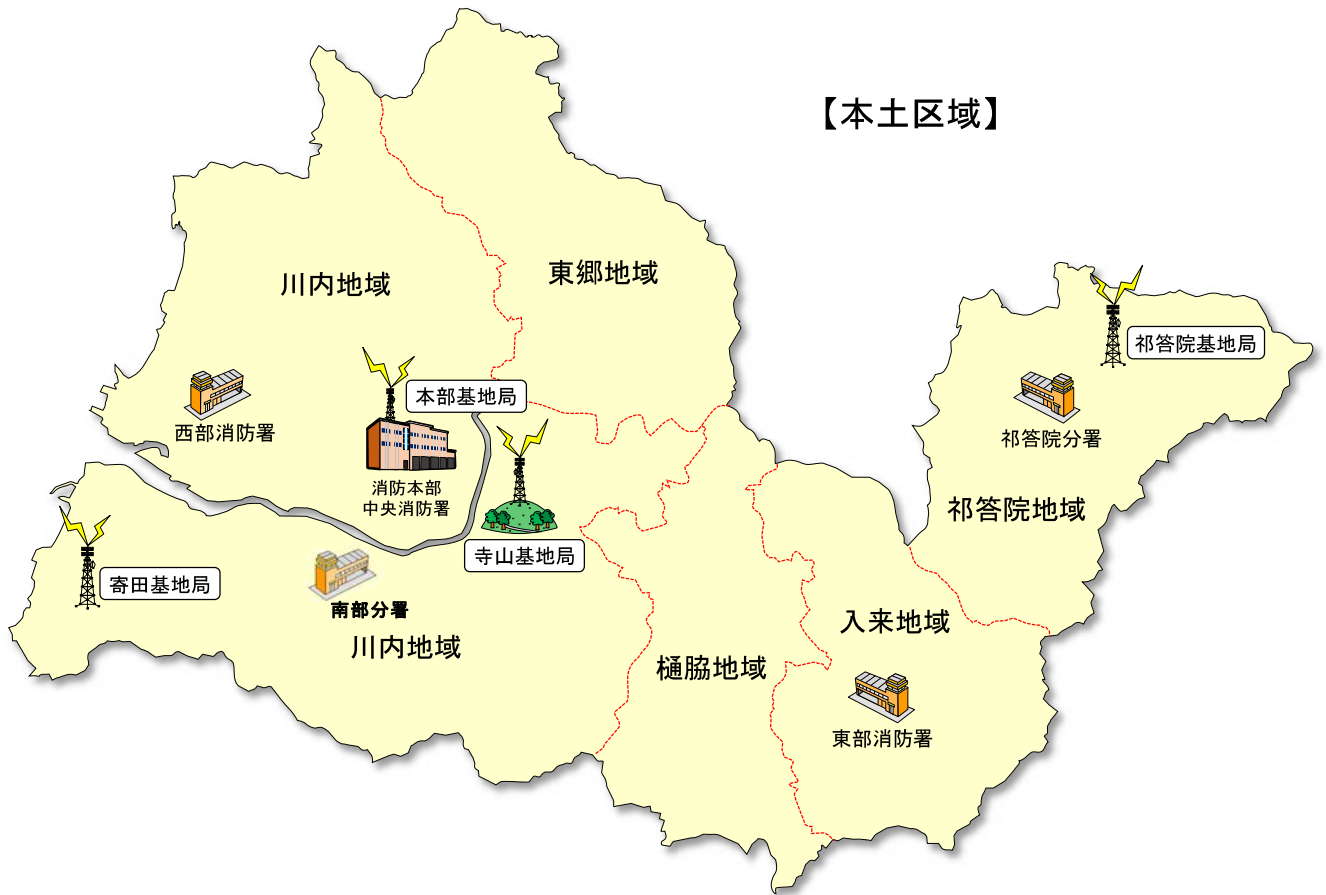 【本土区域】
川内地域
東郷地域
祁答院基地局
本部基地局
祁答院分署
西部消防署
消防本部
中央消防署
祁答院地域
寺山基地局
寄田基地局
南部分署
川内地域
入来地域
樋脇地域
東部消防署